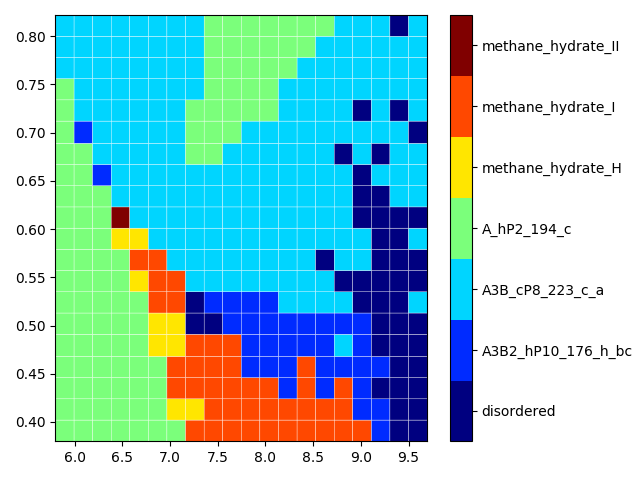 0.80
0.75
0.70
0.65
0.60
0.55
0.50
0.45
0.40
6.0 6.5 7.0 7.5 8.0 8.5 9.0 9.5
methane_hydrate_II
methane_hydrate_I
methane_hydrate_H
A_hP2_194_c
A3B_cP8_223_c_a
A3B2_hP10_176_h_bc
disordered